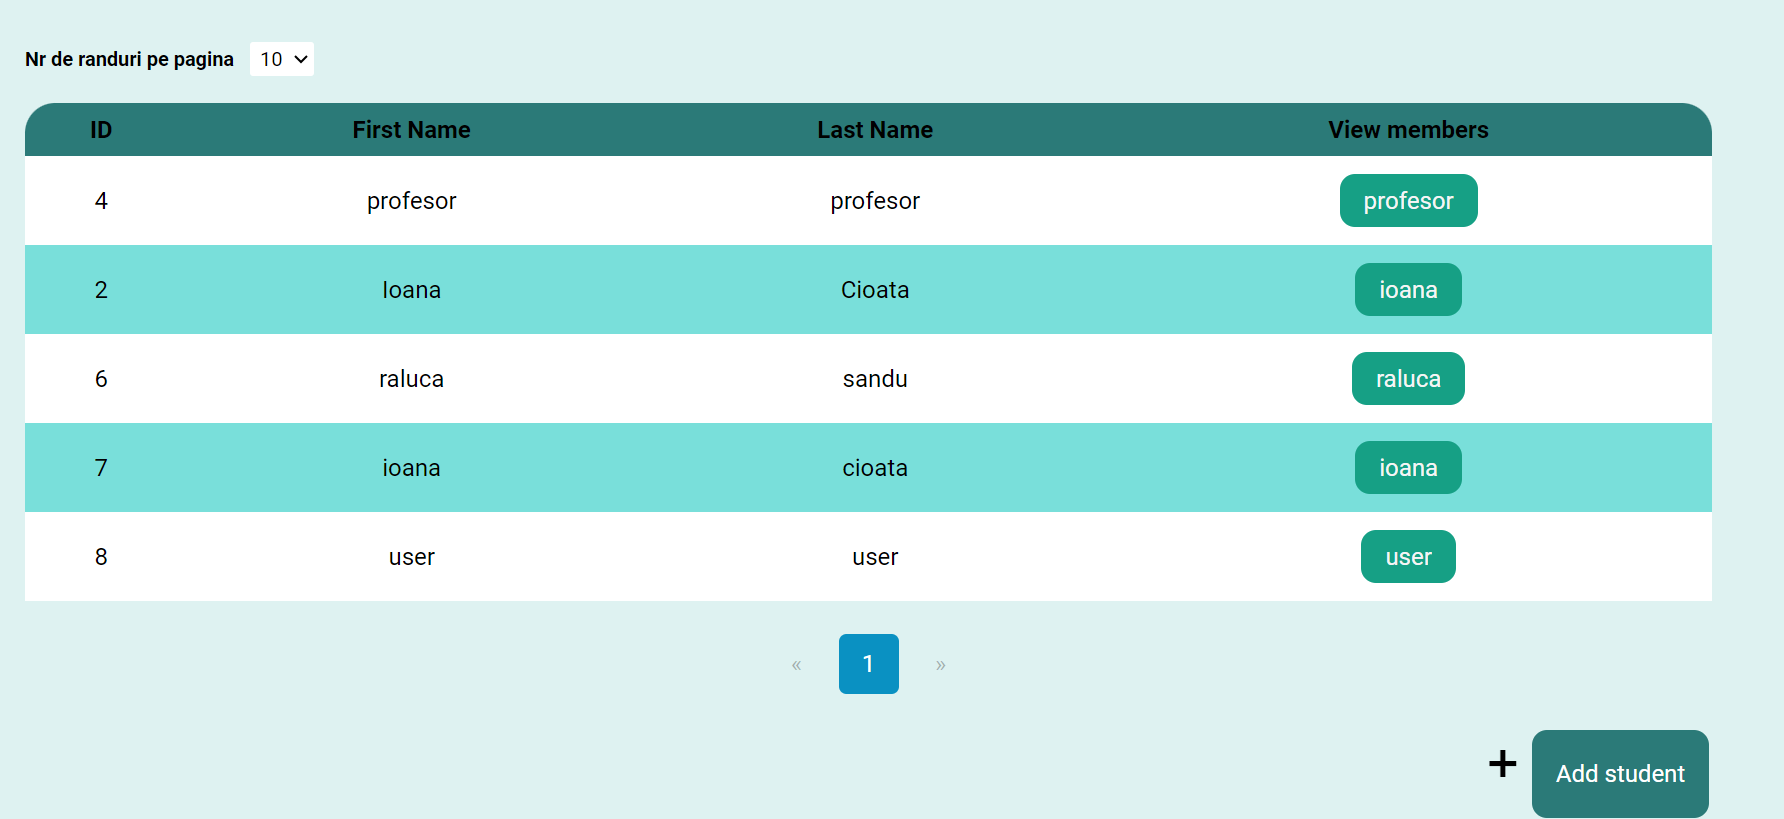 Nr de randuri pe pagina 10
ID First Name Last Name View members
4 profesor profesor profesor
2 Ioana Cioata ioana
6 raluca sandu raluca
7 ioana cioata ioana
8 user user user
« 1 »
+ Add student